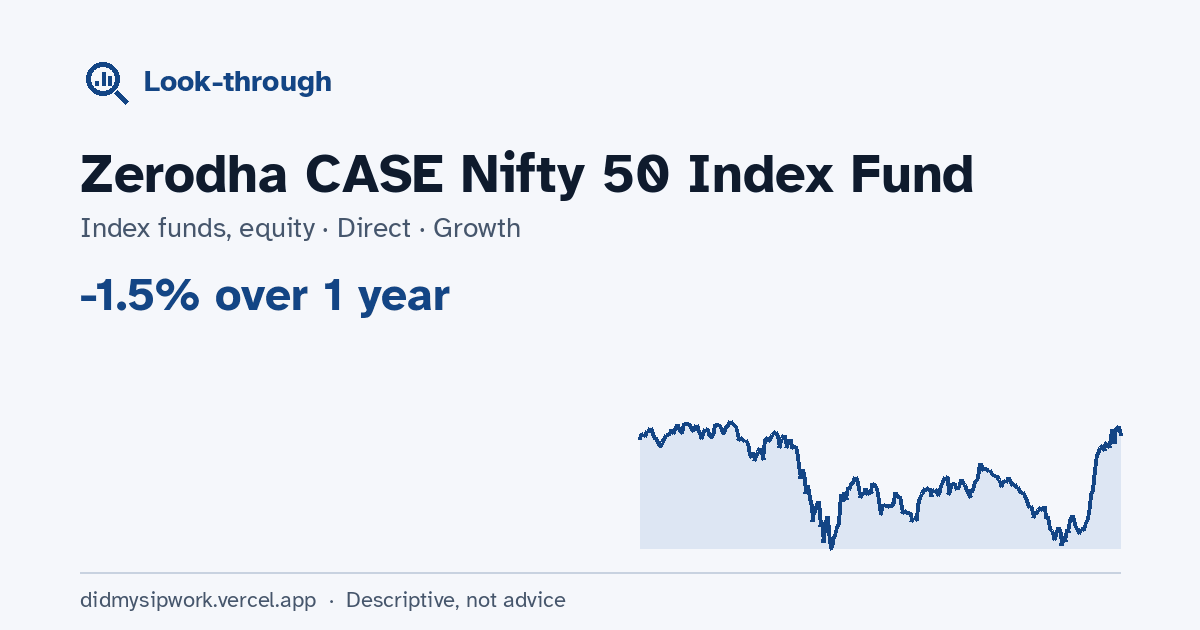 Look-through
Zerodha CASE Nifty 50 Index Fund
Index funds, equity · Direct · Growth
-1.5% over 1 year
didmysipwork.vercel.app · Descriptive, not advice